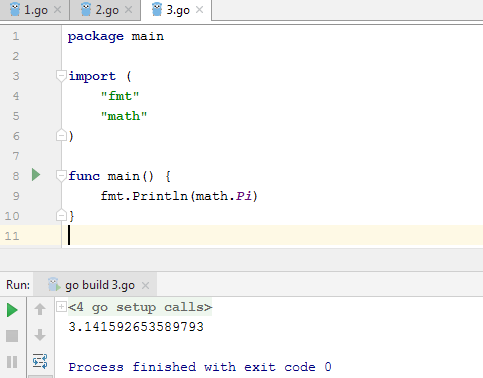 1.go 2.go 3.go
1 package main
2
3 import (
4     "fmt"
5     "math"
6 )
7
8 func main() {
9     fmt.Println(math.Pi)
10 }
11
Run: go build 3.go
<4 go setup calls>
3.141592653589793
Process finished with exit code 0